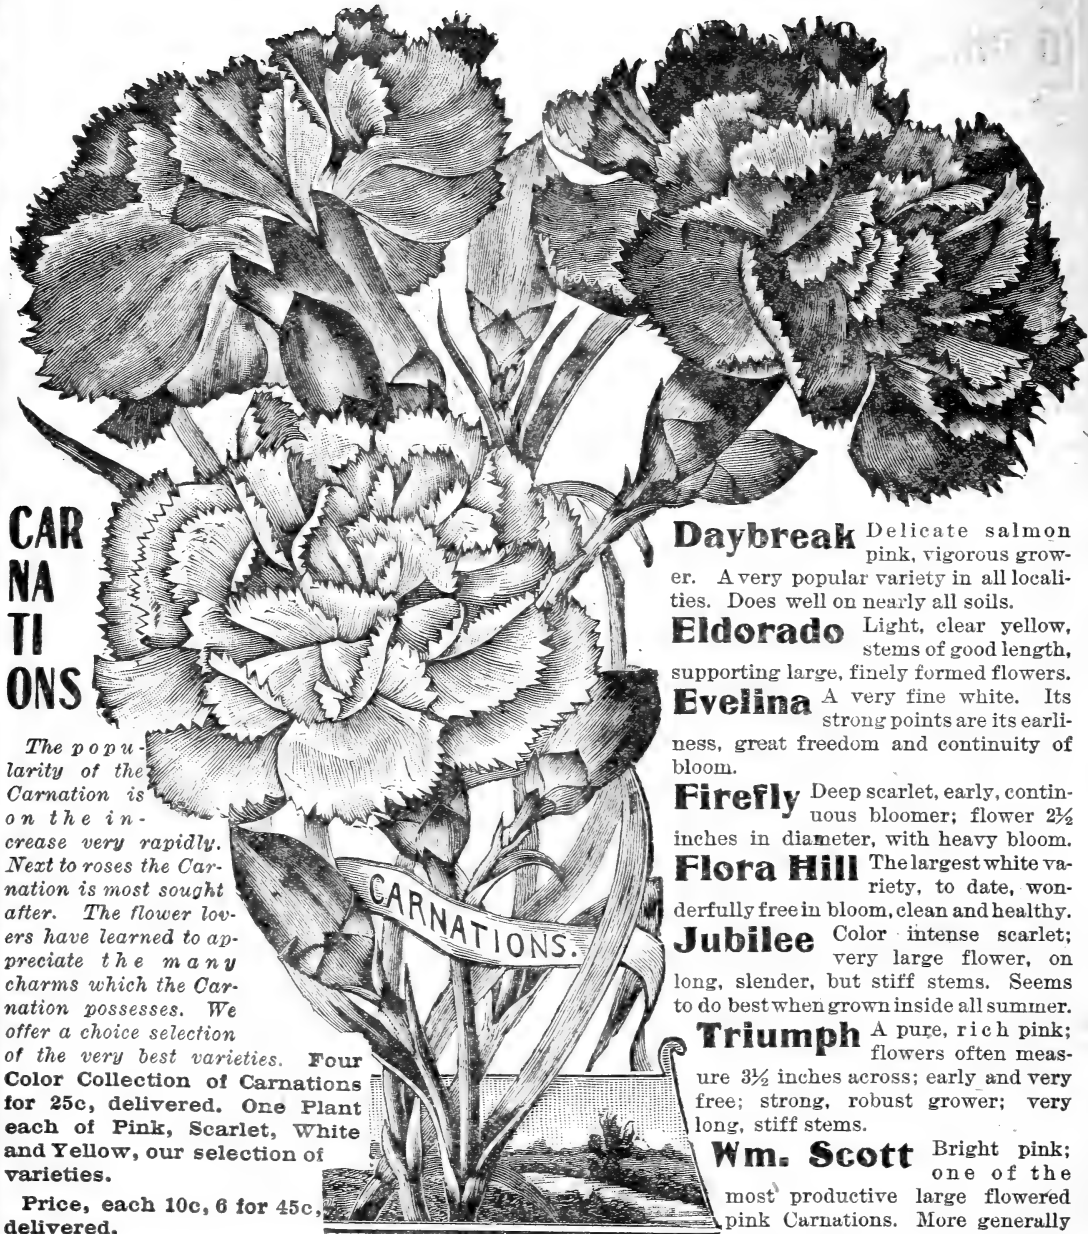 CAR
NA
TI
ONS
The popu-
larity of the
Carnation is
on the in-
crease very rapidly.
Next to roses the Car-
nation is most sought
after. The flower lov-
ers have learned to ap-
preciate the many
charms which the Car-
nation possesses. We
offer a choice selection
of the very best varieties. Four
Color Collection of Carnations
for 25c, delivered. One Plant
each of Pink, Scarlet, White
and Yellow, our selection of
varieties.
Price, each 10c, 6 for 45c,
delivered.
CARNATIONS.
Daybreak Delicate salmon
pink, vigorous grow-
er. A very popular variety in all locali-
ties. Does well on nearly all soils.
Eldorado Light, clear yellow,
stems of good length,
supporting large, finely formed flowers.
Evelina A very fine white. Its
strong points are its earli-
ness, great freedom and continuity of
bloom.
Firefly Deep scarlet, early, contin-
uous bloomer; flower 2½
inches in diameter, with heavy bloom.
Flora Hill The largest white va-
riety, to date, won-
derfully free in bloom, clean and healthy.
Jubilee Color intense scarlet;
very large flower, on
long, slender, but stiff stems. Seems
to do best when grown inside all summer.
Triumph A pure, rich pink;
flowers often meas-
ure 3½ inches across; early and very
free; strong, robust grower; very
long, stiff stems.
Wm. Scott Bright pink;
one of the
most productive large flowered
pink Carnations. More generally